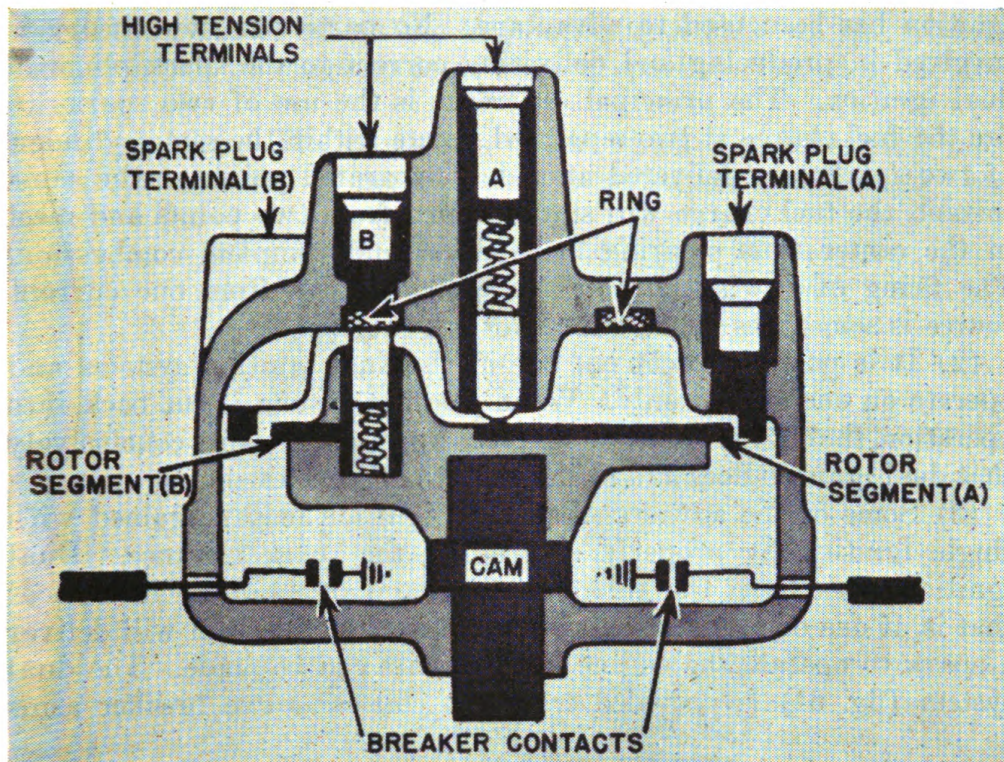 HIGH TENSION
TERMINALS
SPARK PLUG
TERMINAL (B)
SPARK PLUG
TERMINAL (A)
RING
A
B
ROTOR
SEGMENT (B)
ROTOR
SEGMENT (A)
CAM
BREAKER CONTACTS